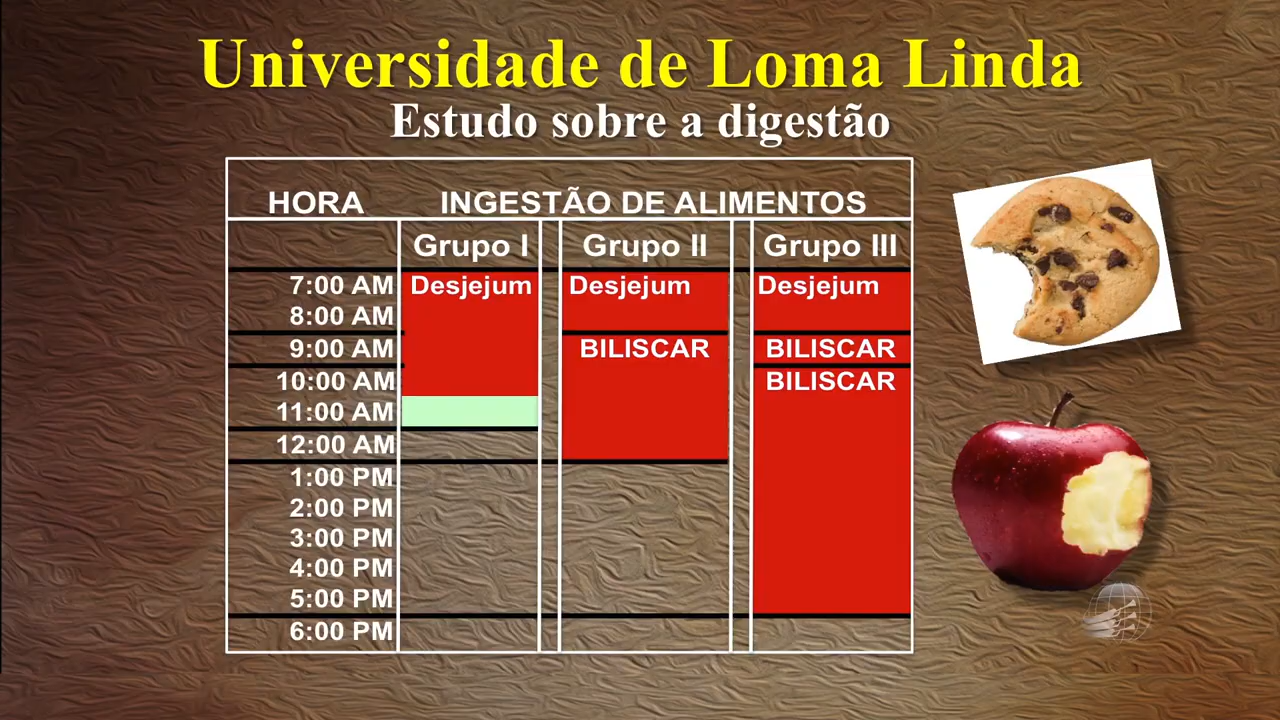 Universidade de Loma Linda
Estudo sobre a digestão
HORA INGESTÃO DE ALIMENTOS
Grupo I Grupo II Grupo III
7:00 AM Desjejum Desjejum Desjejum
8:00 AM
9:00 AM BILISCAR BILISCAR
10:00 AM BILISCAR
11:00 AM
12:00 AM
1:00 PM
2:00 PM
3:00 PM
4:00 PM
5:00 PM
6:00 PM